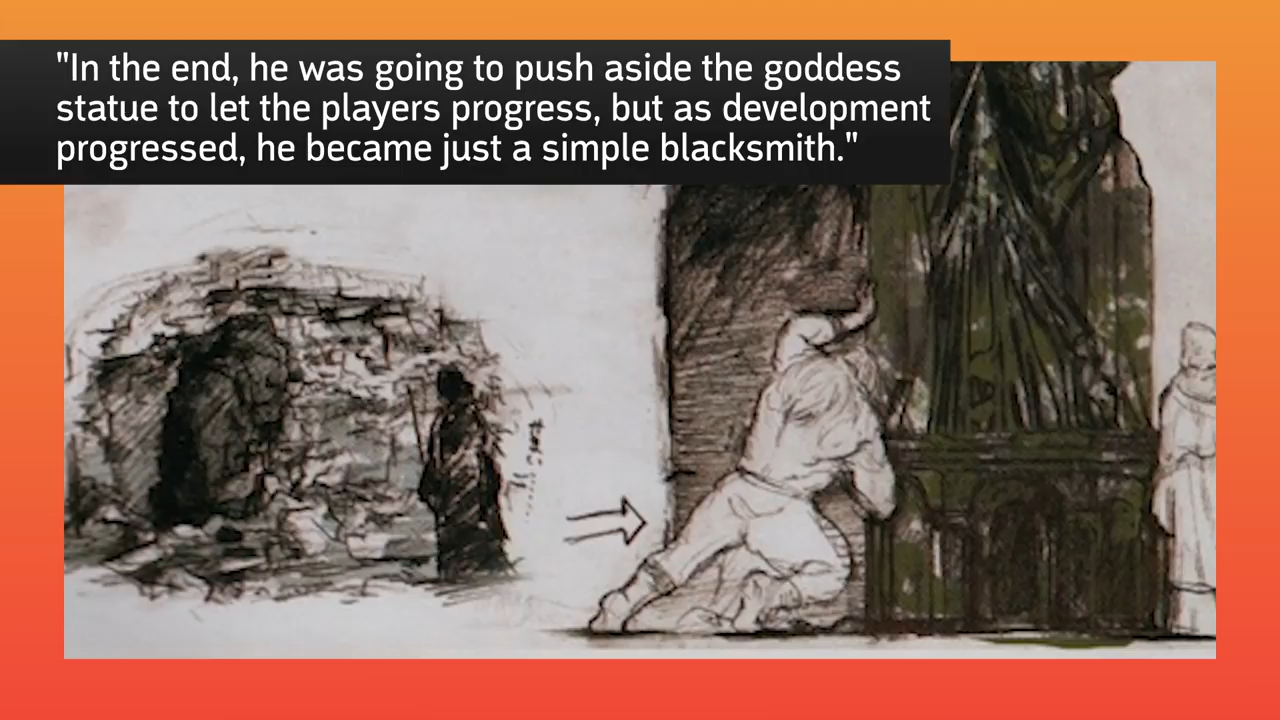 "In the end, he was going to push aside the goddess
statue to let the players progress, but as development
progressed, he became just a simple blacksmith."